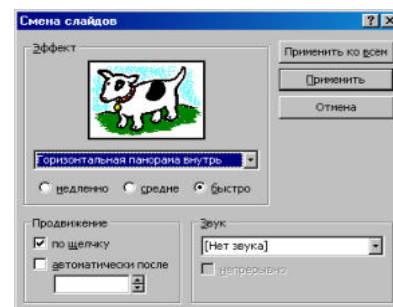 Смена слайдов
Эффект
Применить ко всем
Применить
Отмена
Горизонтальная панорама внутрь
медленно средне быстро
Продвижение
по щелчку
автоматически после
Звук
[Нет звука]
непрерывно